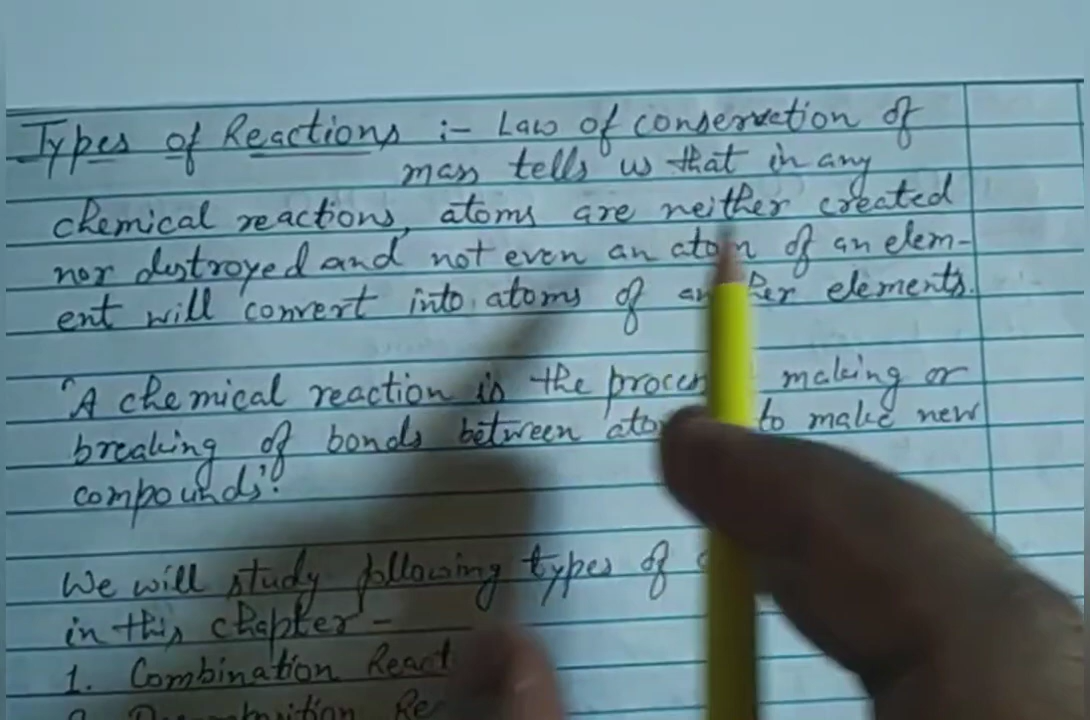 Types of Reactions :- Law of conservation of
mass tells us that in any
chemical reactions, atoms are neither created
nor destroyed and not even an atom of an elem-
ent will convert into atoms of elements.
"A chemical reaction is the making or
breaking of bonds between to make new
compounds".
We will study following types of
in this chapter -
1. Combination
2.